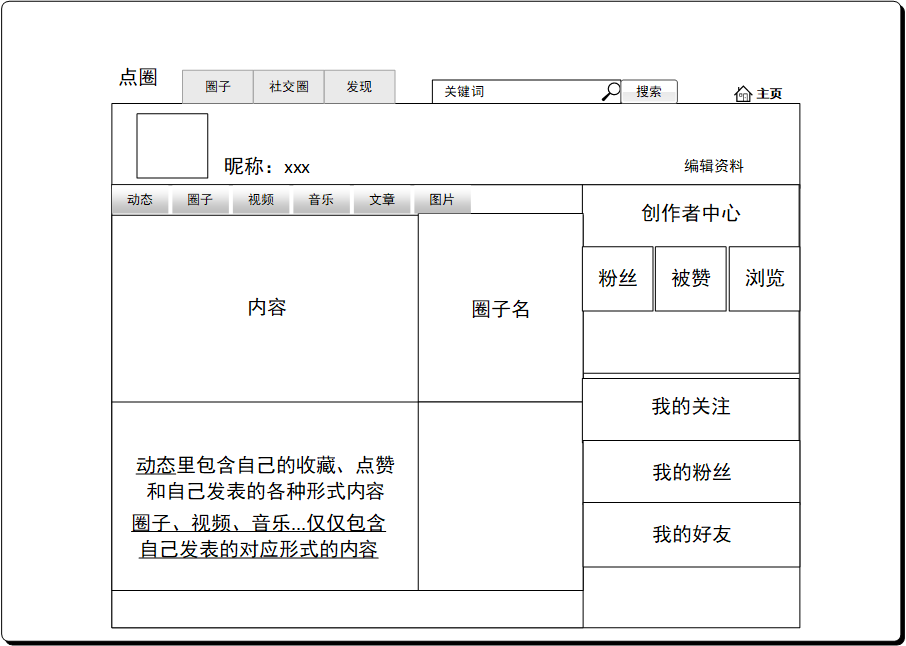 点圈
圈子 社交圈 发现
关键词 搜索 主页
昵称：xxx
编辑资料
动态 圈子 视频 音乐 文章 图片
创作者中心
粉丝 被赞 浏览
内容
圈子名
我的关注
我的粉丝
我的好友
动态里包含自己的收藏、点赞
和自己发表的各种形式内容
圈子、视频、音乐...仅仅包含
自己发表的对应形式的内容